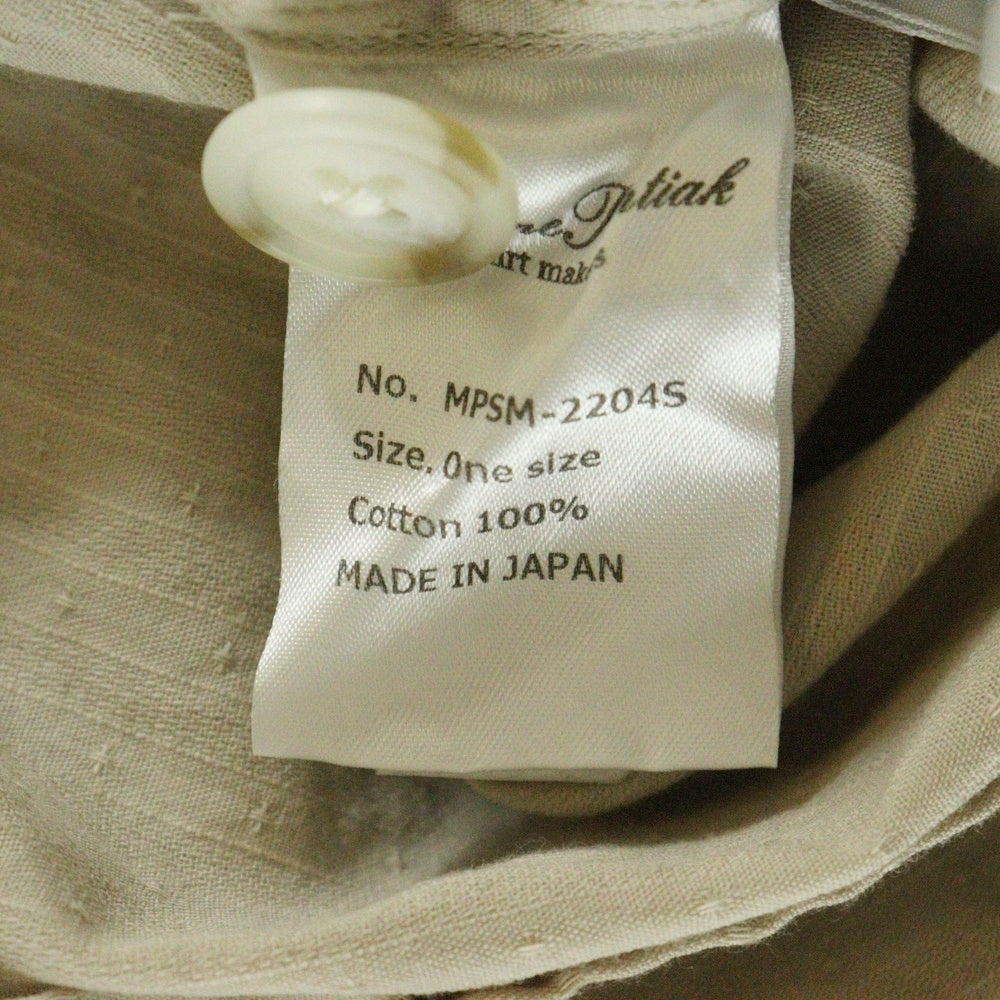 No. MPSM-2204S
Size. One size
Cotton 100%
MADE IN JAPAN